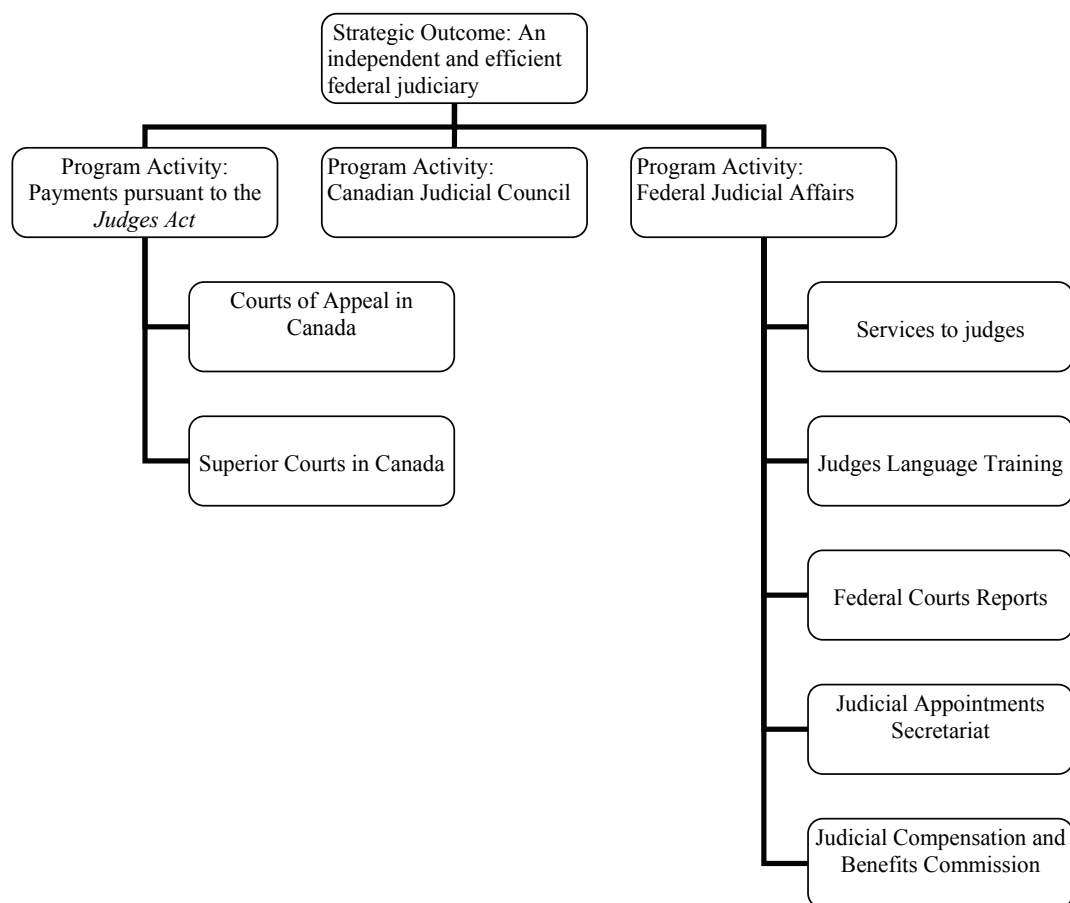 Strategic Outcome: An
independent and efficient
federal judiciary
Program Activity:
Payments pursuant to the
Judges Act
Program Activity:
Canadian Judicial Council
Program Activity:
Federal Judicial Affairs
Courts of Appeal in
Canada
Superior Courts in Canada
Services to judges
Judges Language Training
Federal Courts Reports
Judicial Appointments
Secretariat
Judicial Compensation and
Benefits Commission